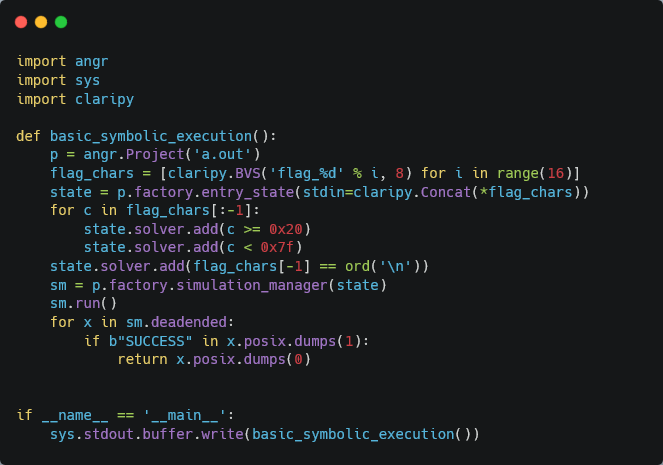 import angr
import sys
import claripy

def basic_symbolic_execution():
    p = angr.Project('a.out')
    flag_chars = [claripy.BVS('flag_%d' % i, 8) for i in range(16)]
    state = p.factory.entry_state(stdin=claripy.Concat(*flag_chars))
    for c in flag_chars[:-1]:
        state.solver.add(c >= 0x20)
        state.solver.add(c < 0x7f)
    state.solver.add(flag_chars[-1] == ord('\n'))
    sm = p.factory.simulation_manager(state)
    sm.run()
    for x in sm.deadended:
        if b"SUCCESS" in x.posix.dumps(1):
            return x.posix.dumps(0)


if __name__ == '__main__':
    sys.stdout.buffer.write(basic_symbolic_execution())